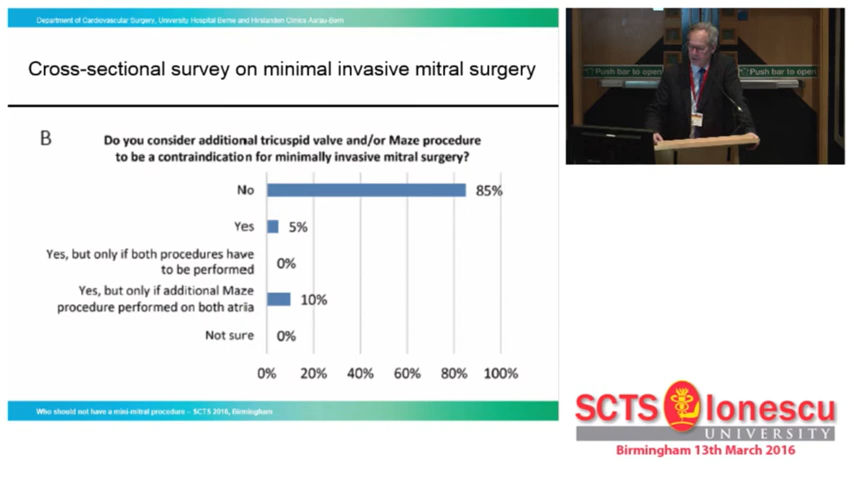 Department of Cardiovascular Surgery, University Hospital Berne and Hirslanden Clinics Aarau-Bern
Cross-sectional survey on minimal invasive mitral surgery
B
Do you consider additional tricuspid valve and/or Maze procedure
to be a contraindication for minimally invasive mitral surgery?
No
85%
Yes
5%
Yes, but only if both procedures have
to be performed
0%
Yes, but only if additional Maze
procedure performed on both atria
10%
Not sure
0%
0% 20% 40% 60% 80% 100%
Who should not have a mini-mitral procedure – SCTS 2016, Birmingham
Push bar to open
Push bar to open
SCTS Ionescu
UNIVERSITY
Birmingham 13th March 2016